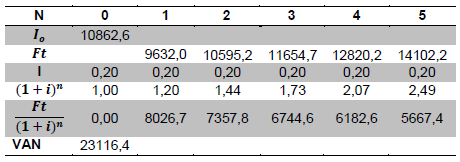 N 0 1 2 3 4 5
Iₒ 10862,6
Ft 9632,0 10595,2 11654,7 12820,2 14102,2
I 0,20 0,20 0,20 0,20 0,20 0,20
(1 + i)ⁿ 1,00 1,20 1,44 1,73 2,07 2,49
Ft / (1 + i)ⁿ 0,00 8026,7 7357,8 6744,6 6182,6 5667,4
VAN 23116,4